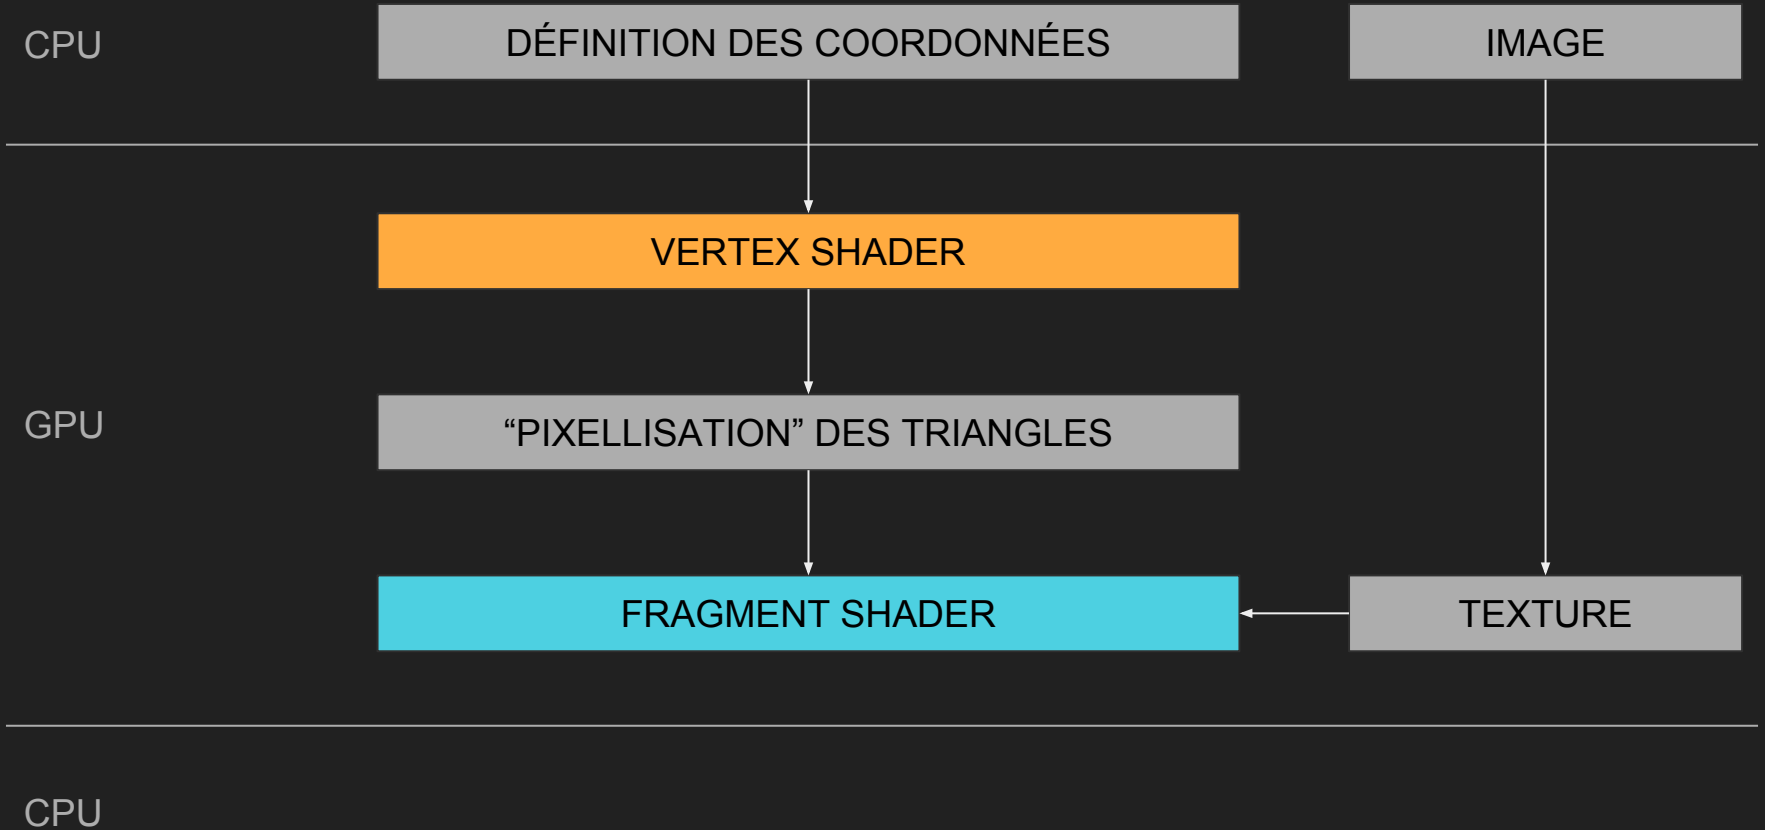 CPU
DÉFINITION DES COORDONNÉES
IMAGE
VERTEX SHADER
GPU
“PIXELLISATION” DES TRIANGLES
FRAGMENT SHADER
TEXTURE
CPU